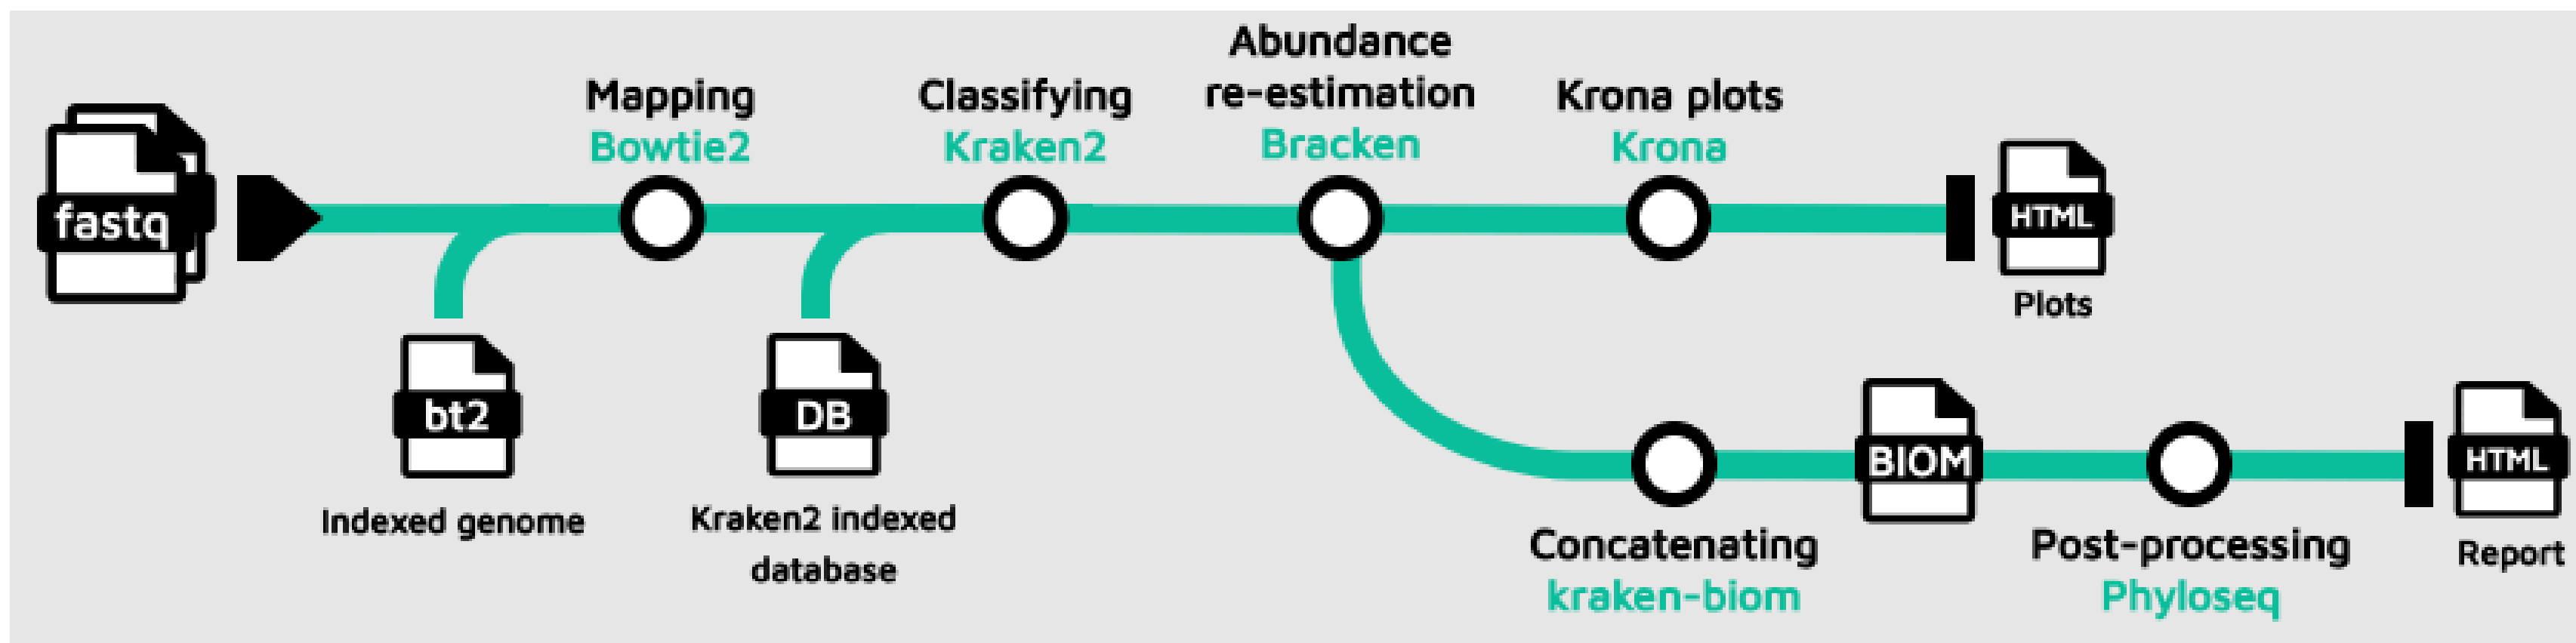 fastq
Mapping
Bowtie2
Classifying
Kraken2
Abundance
re-estimation
Bracken
Krona plots
Krona
HTML
Plots
bt2
Indexed genome
DB
Kraken2 indexed
database
Concatenating
kraken-biom
BIOM
Post-processing
Phyloseq
HTML
Report